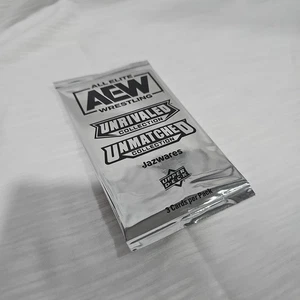 ALL ELITE
AEW
WRESTLING
UNRIVALED
COLLECTION
UNMATCHED
COLLECTION
Jazwares
UPPER DECK
3 Cards per Pack